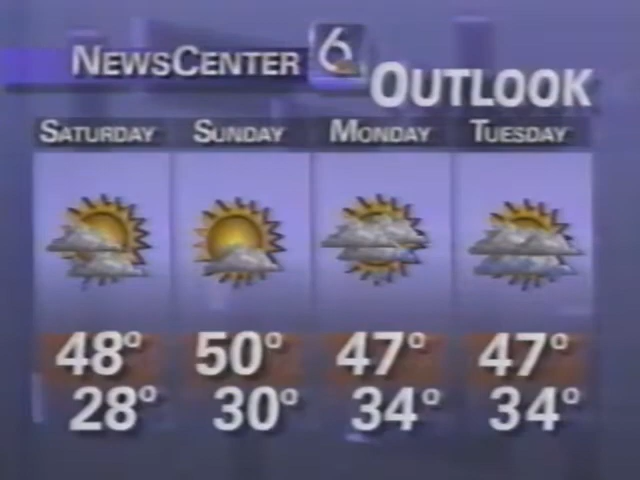 NEWSCENTER 6
OUTLOOK
SATURDAY SUNDAY MONDAY TUESDAY
48° 50° 47° 47°
28° 30° 34° 34°